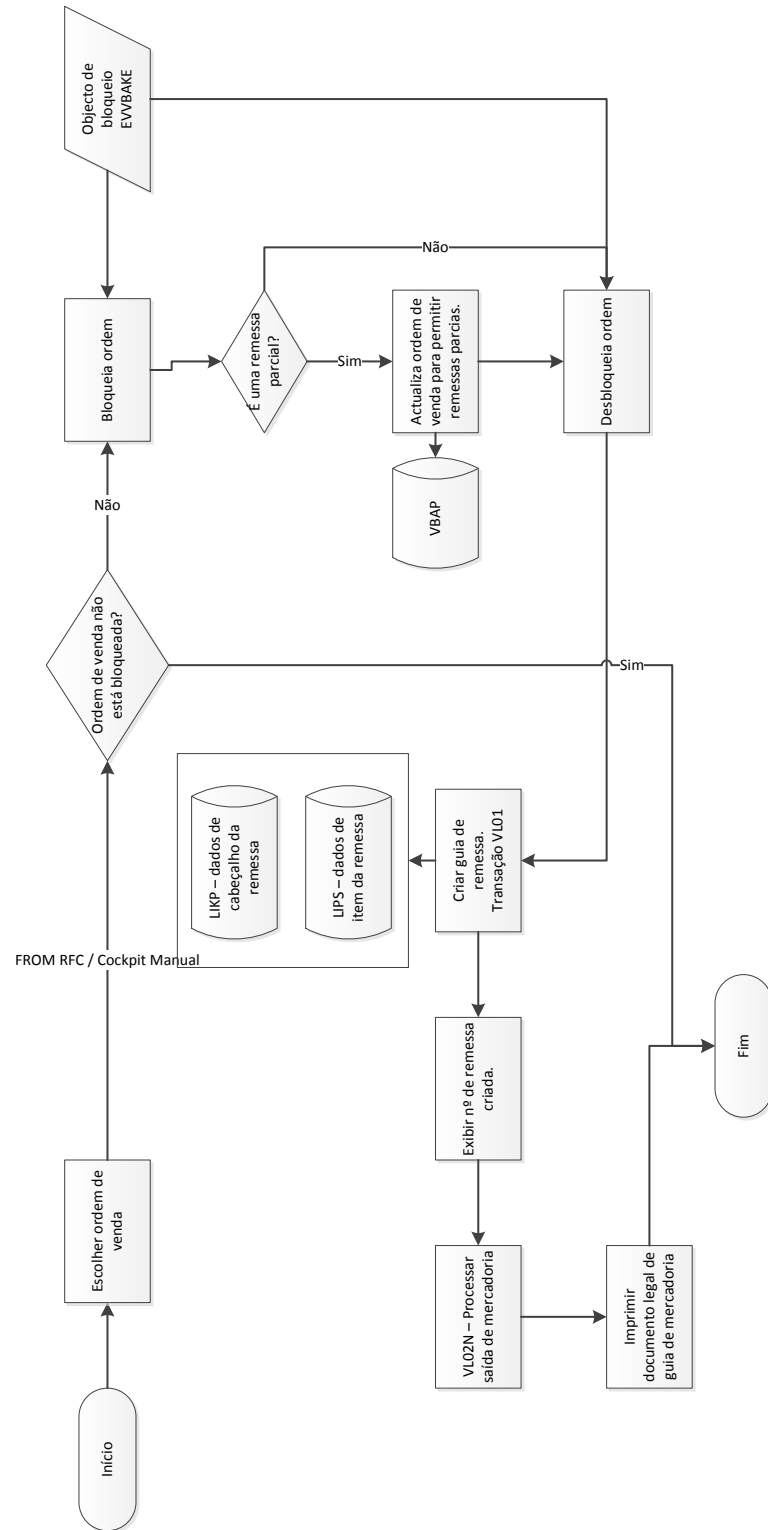 Início
Escolher ordem de
venda
FROM RFC / Cockpit Manual
Ordem de venda não
está bloqueada?
Não
Sim
Bloqueia ordem
Objecto de
bloqueio
EVVBAKE
É uma remessa
parcial?
Não
Sim
Actualiza ordem de
venda para permitir
remessas parcias.
VBAP
Desbloqueia ordem
Criar guia de
remessa.
Transação VL01
LIKP – dados de
cabeçalho da
remessa
LIPS – dados de
item da remessa
Exibir nº de remessa
criada.
VL02N – Processar
saída de mercadoria
Imprimir
documento legal de
guia de mercadoria
Fim